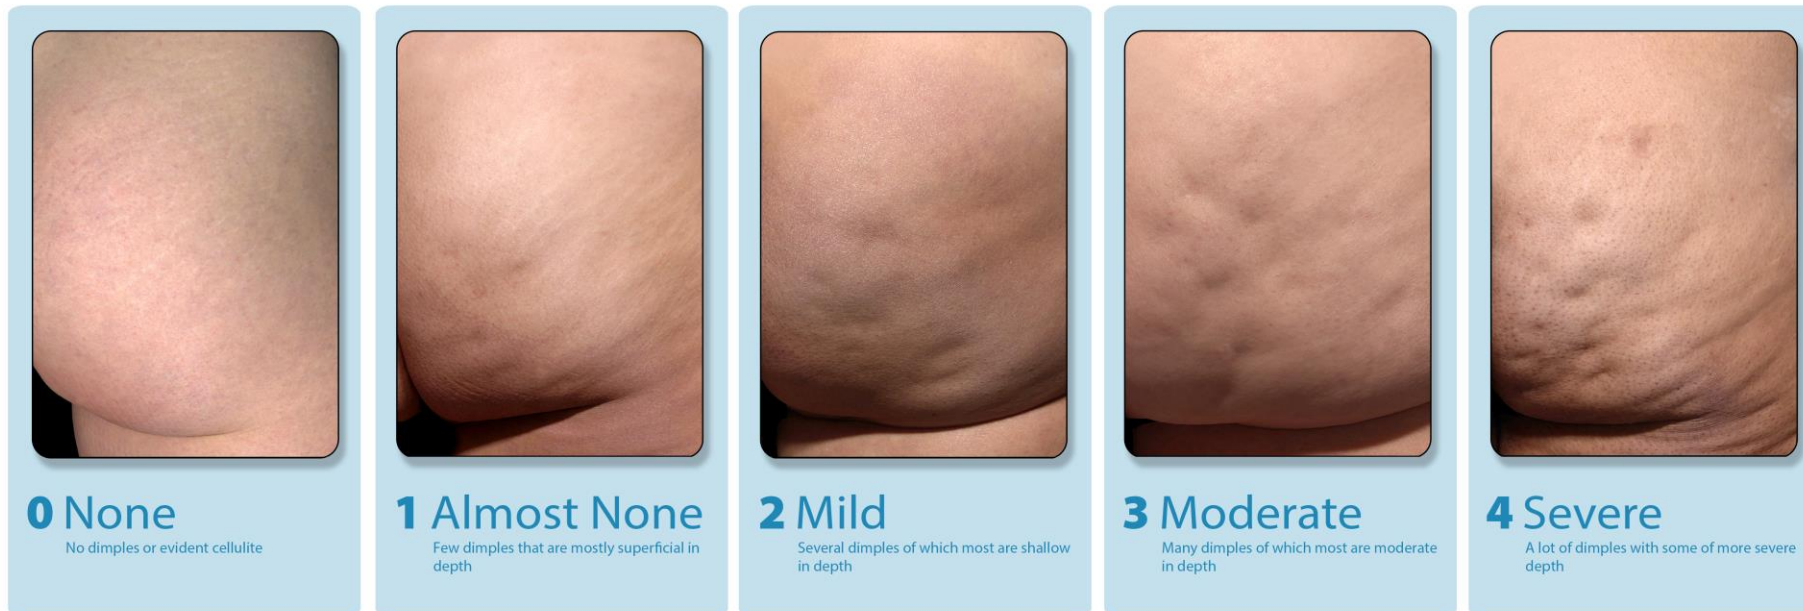 0 None
No dimples or evident cellulite
1 Almost None
Few dimples that are mostly superficial in
depth
2 Mild
Several dimples of which most are shallow
in depth
3 Moderate
Many dimples of which most are moderate
in depth
4 Severe
A lot of dimples with some of more severe
depth